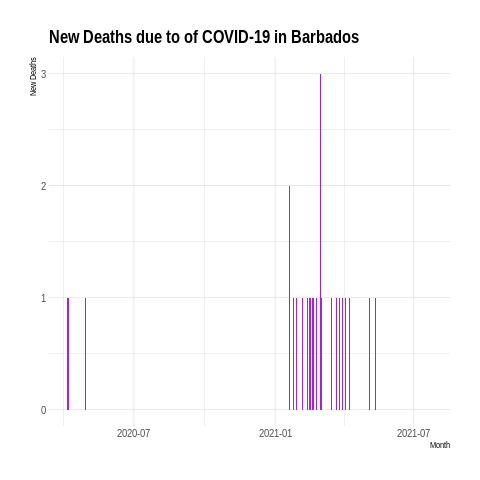 New Deaths due to of COVID-19 in Barbados
New Deaths
3
2
1
0
2020-07
2021-01
2021-07
Month